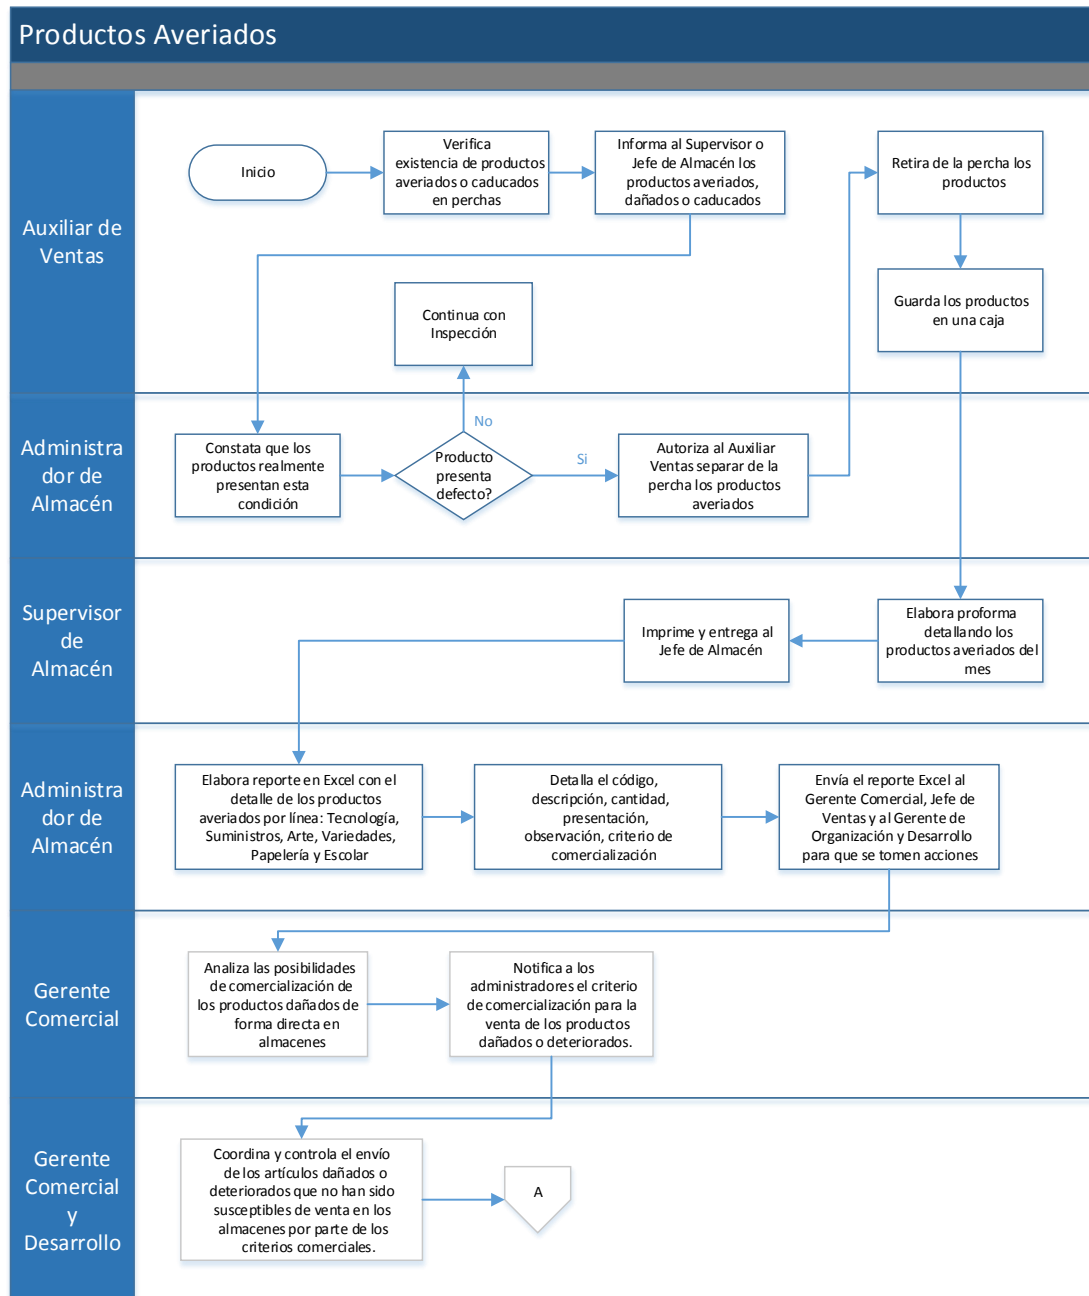 Productos Averiados
Auxiliar de
Ventas
Inicio
Verifica
existencia de productos
averiados o caducados
en perchas
Informa al Supervisor o
Jefe de Almacén los
productos averiados,
dañados o caducados
Retira de la percha los
productos
Guarda los productos
en una caja
Continua con
Inspección
Administra
dor de
Almacén
Constata que los
productos realmente
presentan esta
condición
No
Producto
presenta
defecto?
Si
Autoriza al Auxiliar
Ventas separar de la
percha los productos
averiados
Supervisor
de
Almacén
Imprime y entrega al
Jefe de Almacén
Elabora proforma
detallando los
productos averiados del
mes
Administra
dor de
Almacén
Elabora reporte en Excel con el
detalle de los productos
averiados por línea: Tecnología,
Suministros, Arte, Variedades,
Papelería y Escolar
Detalla el código,
descripción, cantidad,
presentación,
observación, criterio de
comercialización
Envía el reporte Excel al
Gerente Comercial, Jefe de
Ventas y al Gerente de
Organización y Desarrollo
para que se tomen acciones
Gerente
Comercial
Analiza las posibilidades
de comercialización de
los productos dañados de
forma directa en
almacenes
Notifica a los
administradores el criterio
de comercialización para la
venta de los productos
dañados o deteriorados.
Gerente
Comercial
y
Desarrollo
Coordina y controla el envío
de los artículos dañados o
deteriorados que no han sido
susceptibles de venta en los
almacenes por parte de los
criterios comerciales.
A